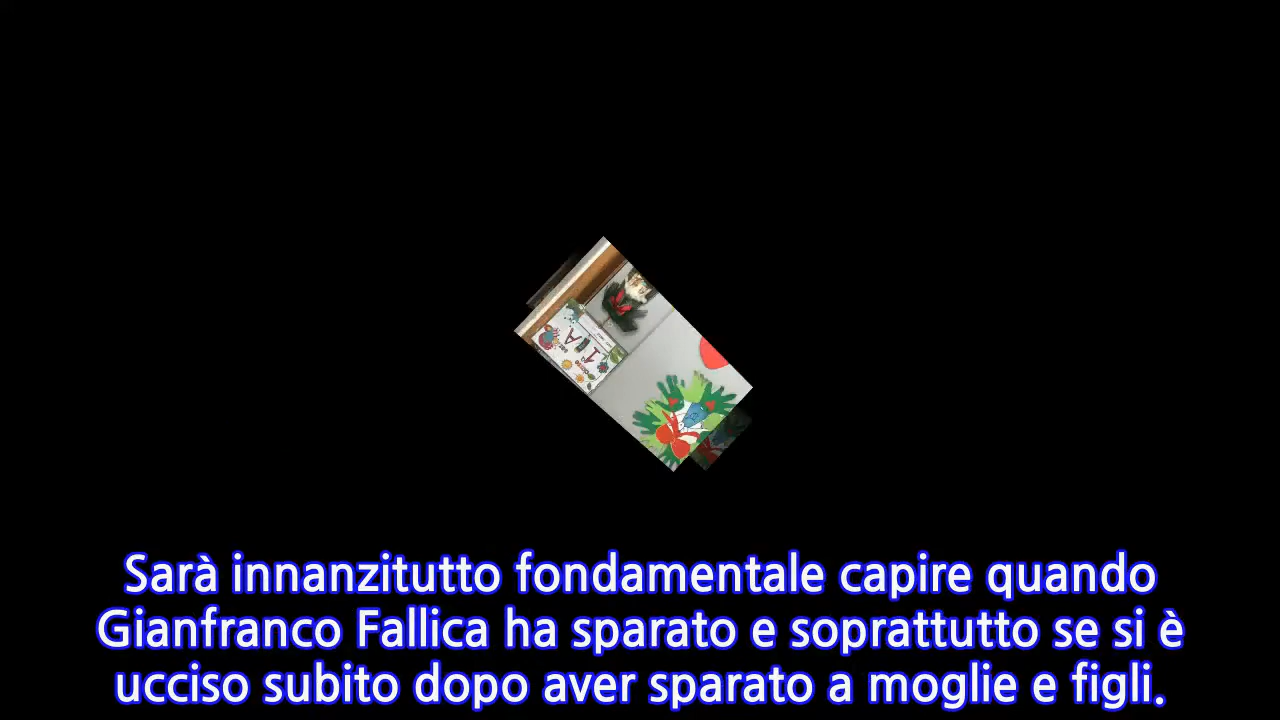 Sarà innanzitutto fondamentale capire quando
Gianfranco Fallica ha sparato e soprattutto se si è
ucciso subito dopo aver sparato a moglie e figli.
1 A